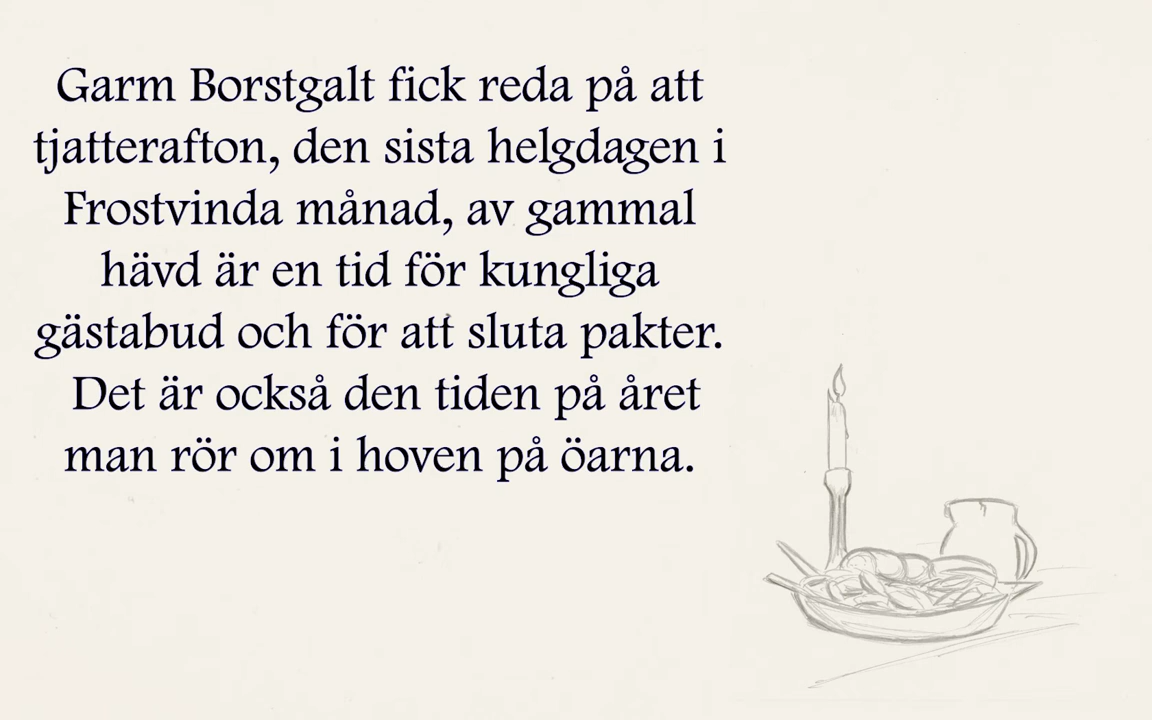 Garm Borstgalt fick reda på att
tjatterafton, den sista helgdagen i
Frostvinda månad, av gammal
hävd är en tid för kungliga
gästabud och för att sluta pakter.
Det är också den tiden på året
man rör om i hoven på öarna.